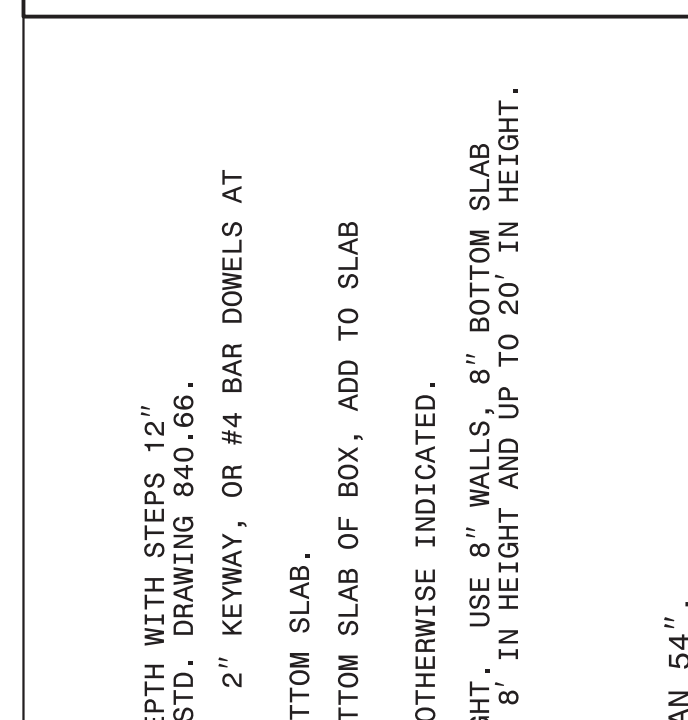 EPTH WITH STEPS 12"
STD. DRAWING 840.66.
2" KEYWAY, OR #4 BAR DOWELS AT
TTOM SLAB.
TTOM SLAB OF BOX, ADD TO SLAB
OTHERWISE INDICATED.
GHT. USE 8" WALLS, 8" BOTTOM SLAB
8' IN HEIGHT AND UP TO 20' IN HEIGHT.
AN 54".